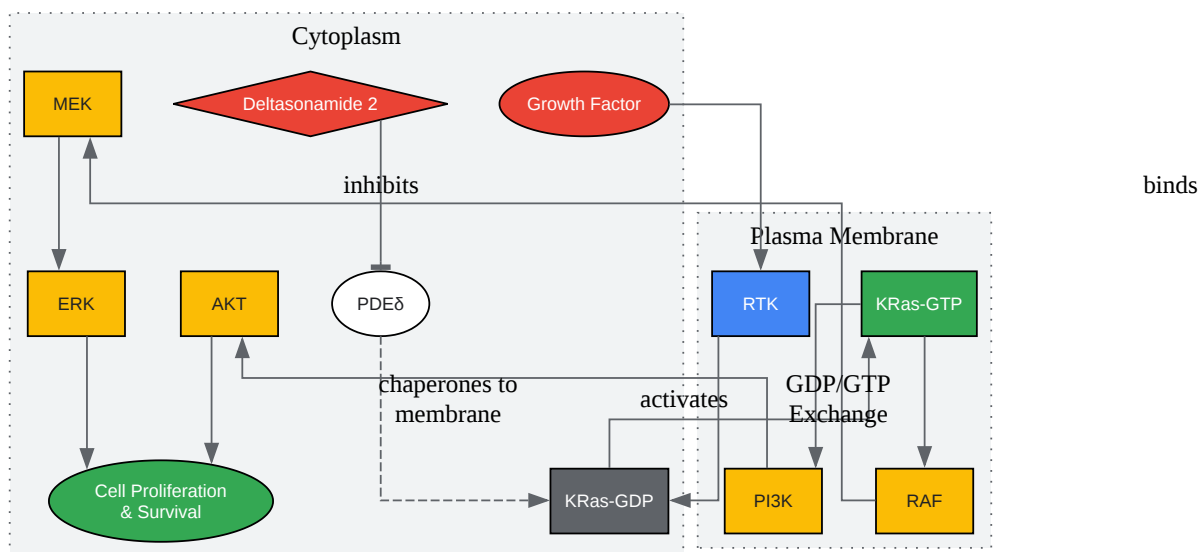 Cytoplasm
MEK
Deltasonamide 2
Growth Factor
inhibits
binds
Plasma Membrane
ERK
AKT
PDEδ
RTK
KRas-GTP
chaperones to
membrane
activates
GDP/GTP
Exchange
Cell Proliferation
& Survival
KRas-GDP
PI3K
RAF